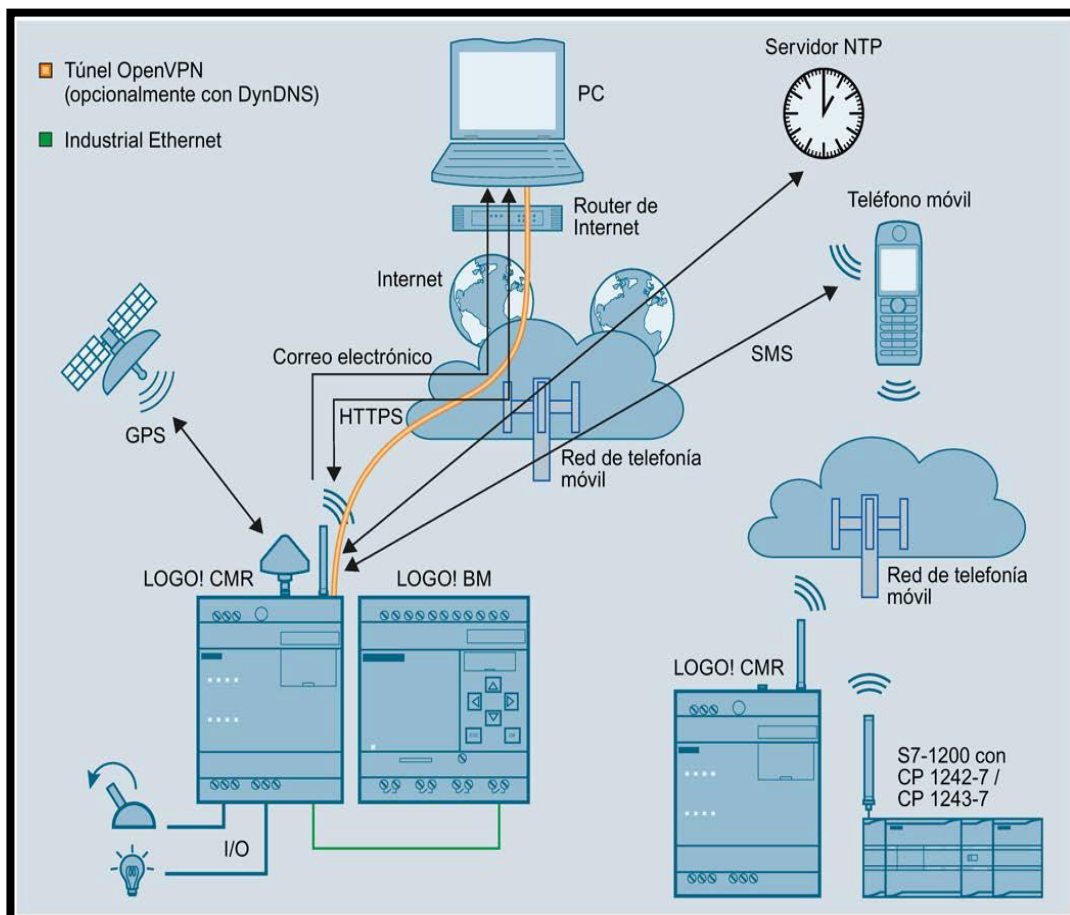 Túnel OpenVPN
(opcionalmente con DynDNS)
Industrial Ethernet
PC
Servidor NTP
Router de
Internet
Teléfono móvil
Internet
Correo electrónico
HTTPS
SMS
GPS
Red de telefonía
móvil
LOGO! CMR
LOGO! BM
Red de telefonía
móvil
LOGO! CMR
S7-1200 con
CP 1242-7 /
CP 1243-7
I/O
ESC
OK